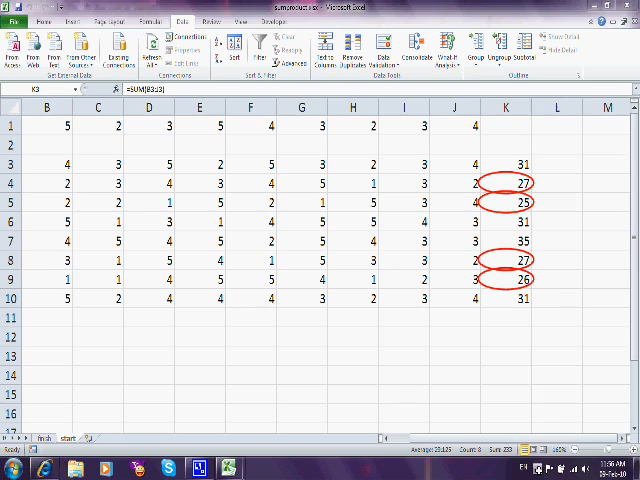 sumproduct.xlsx - Microsoft Excel
File Home Insert Page Layout Formulas Data Review View Developer
From Access From Web From Text From Other Sources Existing Connections Refresh All Connections Properties Edit Links Sort Filter Clear Reapply Advanced Text to Columns Remove Duplicates Data Validation Consolidate What-If Analysis Group Ungroup Subtotal Show Detail Hide Detail
Get External Data Connections Sort & Filter Data Tools Outline
K3 fx =SUM(B3:J3)
B C D E F G H I J K L M
1 5 2 3 5 4 3 2 3 4
2
3 4 3 5 2 5 3 2 3 4 31
4 2 3 4 3 4 5 1 3 2 27
5 2 2 1 5 2 1 5 3 4 25
6 5 1 3 1 4 5 5 4 3 31
7 4 5 4 5 2 5 4 3 3 35
8 3 1 5 4 1 5 3 3 2 27
9 1 1 4 5 5 4 1 2 3 26
10 5 2 4 4 4 3 2 3 4 31
11
12
13
14
15
16
17
finish start
Ready Average: 29.125 Count: 8 Sum: 233 165%
EN 11:56 AM
09-Feb-10